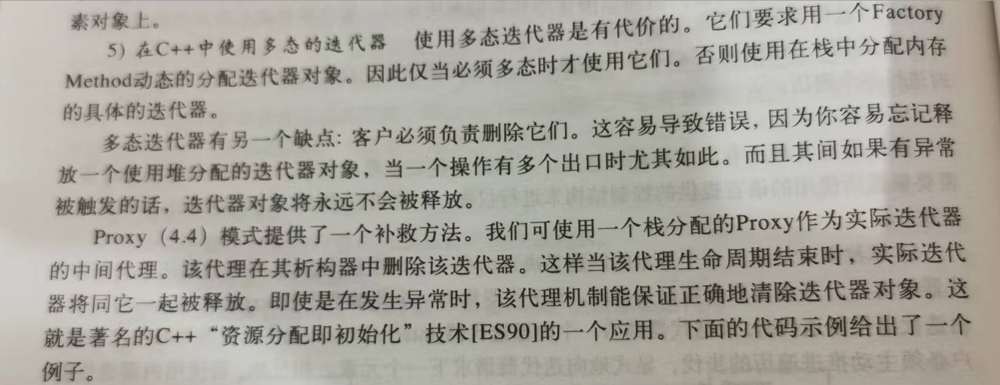 素对象上。
5) 在C++中使用多态的迭代器　使用多态迭代器是有代价的。它们要求用一个Factory
Method动态的分配迭代器对象。因此仅当必须多态时才使用它们。否则使用在栈中分配内存
的具体的迭代器。
多态迭代器有另一个缺点: 客户必须负责删除它们。这容易导致错误, 因为你容易忘记释
放一个使用堆分配的迭代器对象，当一个操作有多个出口时尤其如此。而且其间如果有异常
被触发的话，迭代器对象将永远不会被释放。
Proxy（4.4）模式提供了一个补救方法。我们可使用一个栈分配的Proxy作为实际迭代器
的中间代理。该代理在其析构器中删除该迭代器。这样当该代理生命周期结束时，实际迭代
器将同它一起被释放。即使是在发生异常时，该代理机制能保证正确地清除迭代器对象。这
就是著名的C++“资源分配即初始化”技术[ES90]的一个应用。下面的代码示例给出了一个
例子。